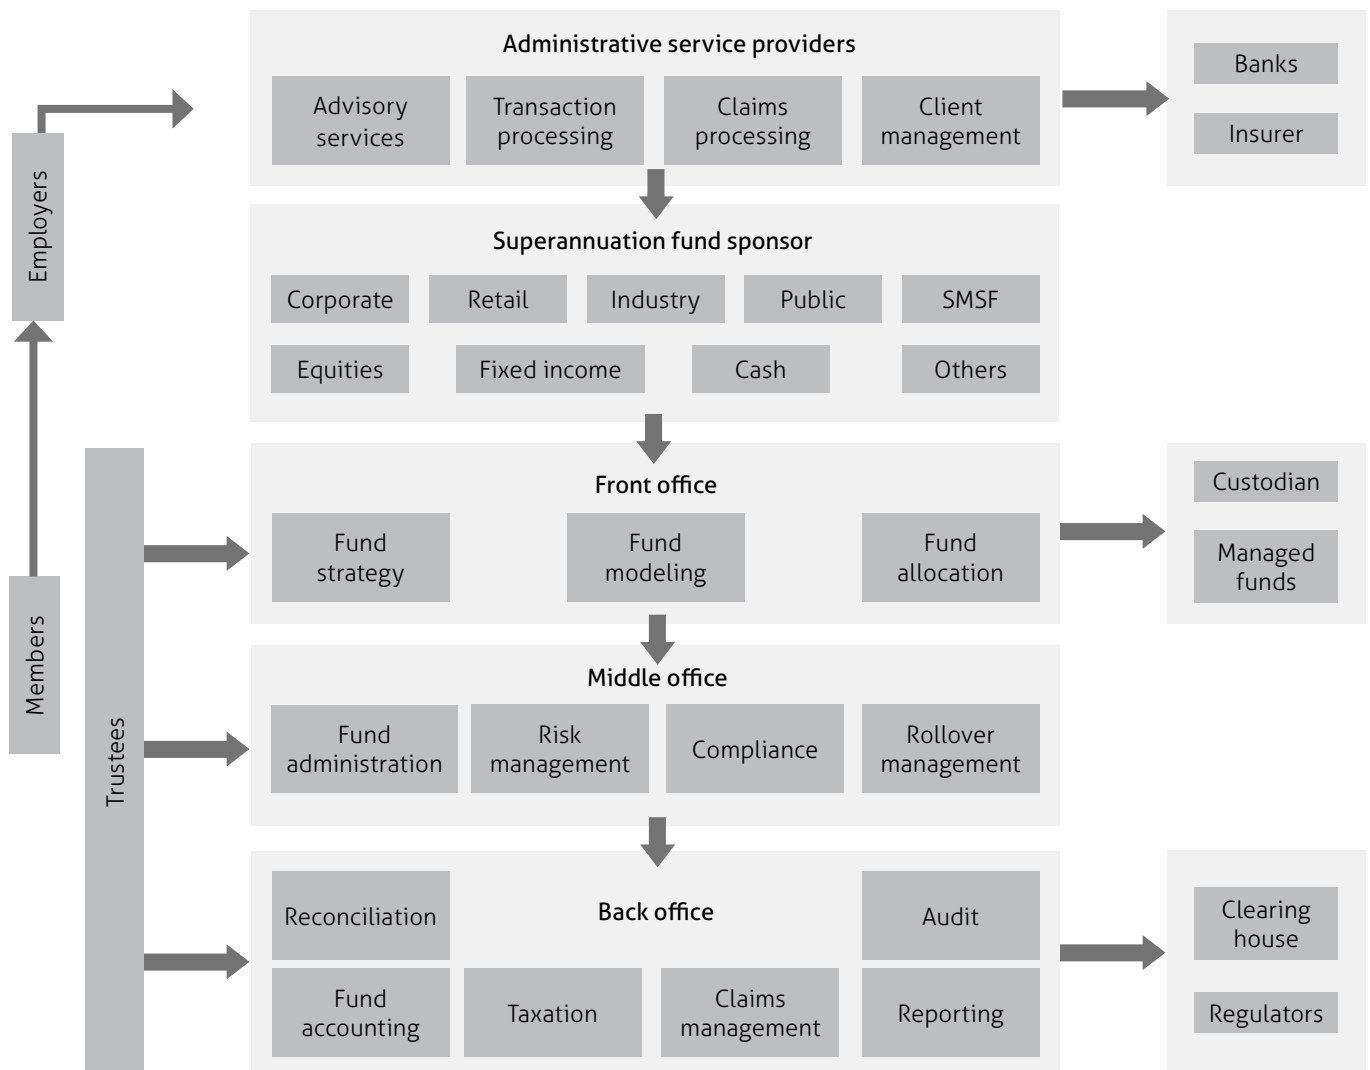 Administrative service providers
Advisory
services
Transaction
processing
Claims
processing
Client
management
Banks
Insurer
Employers
Superannuation fund sponsor
Corporate
Retail
Industry
Public
SMSF
Equities
Fixed income
Cash
Others
Members
Trustees
Front office
Fund
strategy
Fund
modeling
Fund
allocation
Custodian
Managed
funds
Middle office
Fund
administration
Risk
management
Compliance
Rollover
management
Back office
Reconciliation
Audit
Fund
accounting
Taxation
Claims
management
Reporting
Clearing
house
Regulators